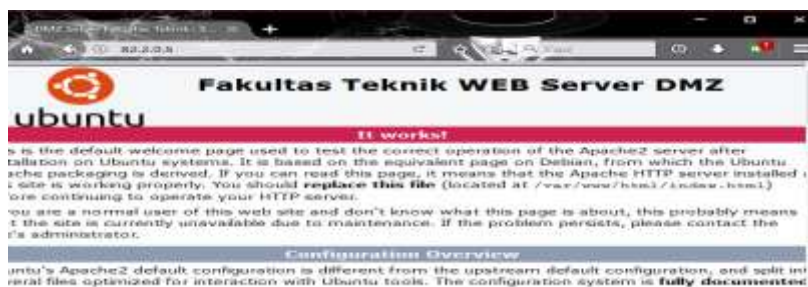 82.2.0.5
Fakultas Teknik WEB Server DMZ
ubuntu
It works!
s is the default welcome page used to test the correct operation of the Apache2 server after
tallation on Ubuntu systems. It is based on the equivalent page on Debian, from which the Ubuntu
ache packaging is derived. If you can read this page, it means that the Apache HTTP server installed
s site is working properly. You should replace this file (located at /var/www/html/index.html)
ore continuing to operate your HTTP server.
ou are a normal user of this web site and don't know what this page is about, this probably means
t the site is currently unavailable due to maintenance. If the problem persists, please contact the
's administrator.
Configuration Overview
untu's Apache2 default configuration is different from the upstream default configuration, and split int
veral files optimized for interaction with Ubuntu tools. The configuration system is fully documented